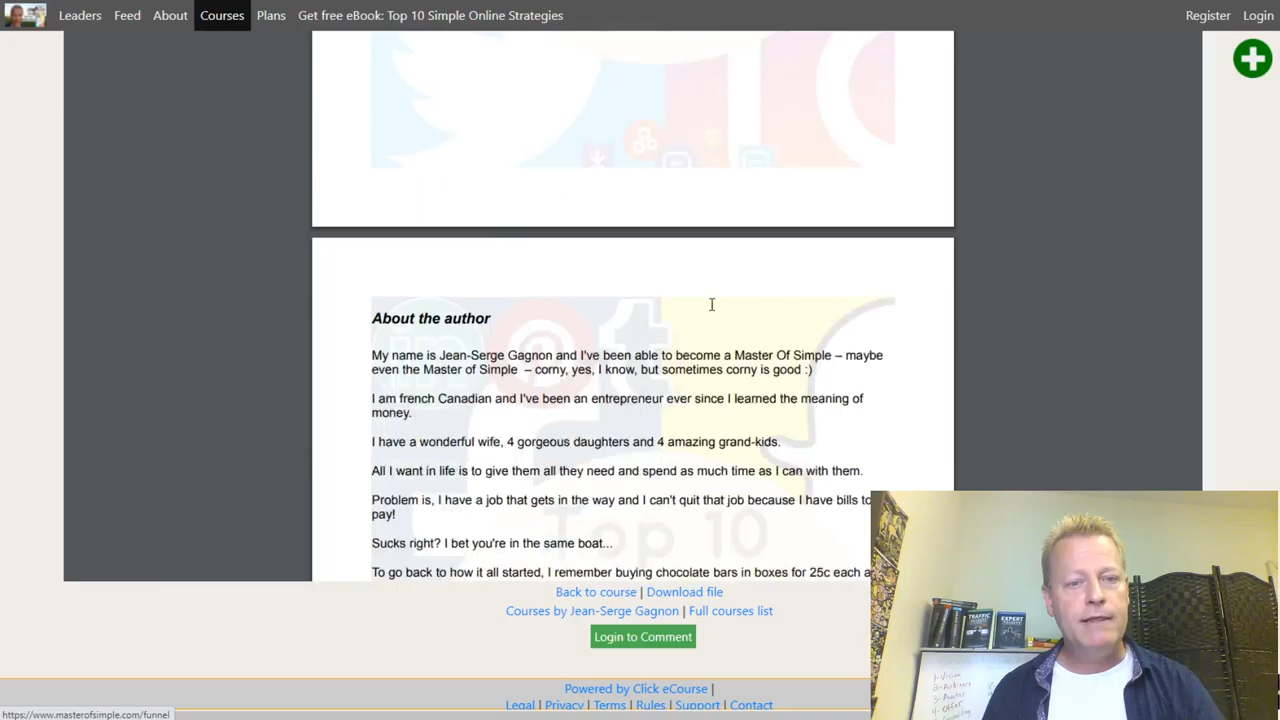 Leaders Feed About Courses Plans Get free eBook: Top 10 Simple Online Strategies Register Login
About the author
My name is Jean-Serge Gagnon and I've been able to become a Master Of Simple – maybe
even the Master of Simple – corny, yes, I know, but sometimes corny is good :)
I am french Canadian and I've been an entrepreneur ever since I learned the meaning of
money.
I have a wonderful wife, 4 gorgeous daughters and 4 amazing grand-kids.
All I want in life is to give them all they need and spend as much time as I can with them.
Problem is, I have a job that gets in the way and I can't quit that job because I have bills to
pay!
Top 10
Sucks right? I bet you're in the same boat...
To go back to how it all started, I remember buying chocolate bars in boxes for 25c each a
Back to course | Download file
Courses by Jean-Serge Gagnon | Full courses list
Login to Comment
TRAFFIC
EXPERT
1-Vision
4-Offer
Powered by Click eCourse |
Legal | Privacy | Terms | Rules | Support | Contact
https://www.masterofsimple.com/funnel